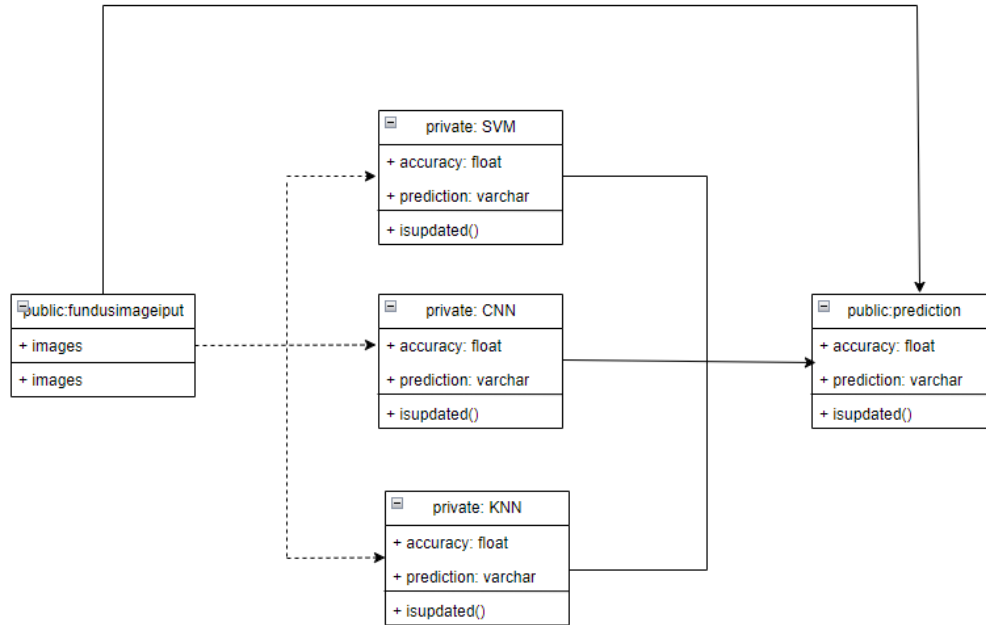 private: SVM
+ accuracy: float
+ prediction: varchar
+ isupdated()
public:fundusimageiput
+ images
+ images
private: CNN
+ accuracy: float
+ prediction: varchar
+ isupdated()
public:prediction
+ accuracy: float
+ prediction: varchar
+ isupdated()
private: KNN
+ accuracy: float
+ prediction: varchar
+ isupdated()